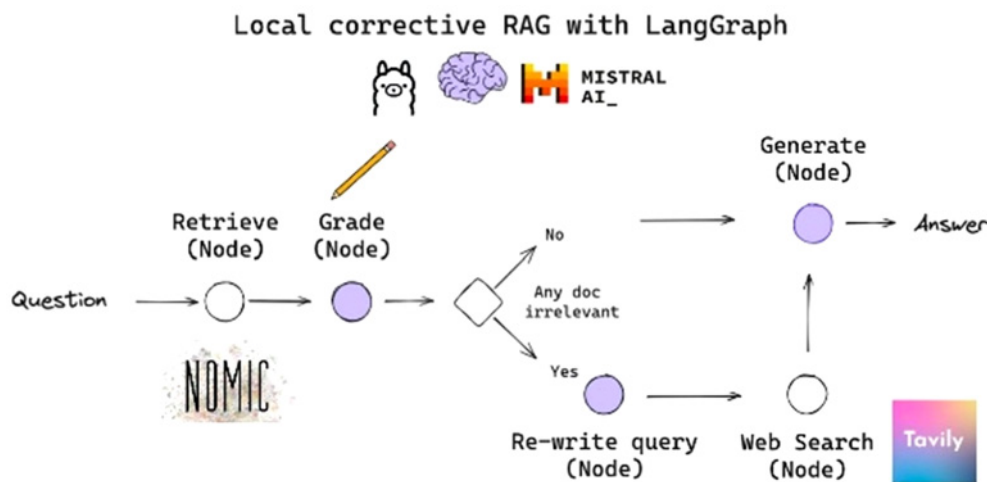 Local corrective RAG with LangGraph
MISTRAL
AI_
Generate
(Node)
Retrieve
(Node)
Grade
(Node)
No
Answer
Question
Any doc
irrelevant
NOMIC
Yes
Re-write query
(Node)
Web Search
(Node)
Tavily